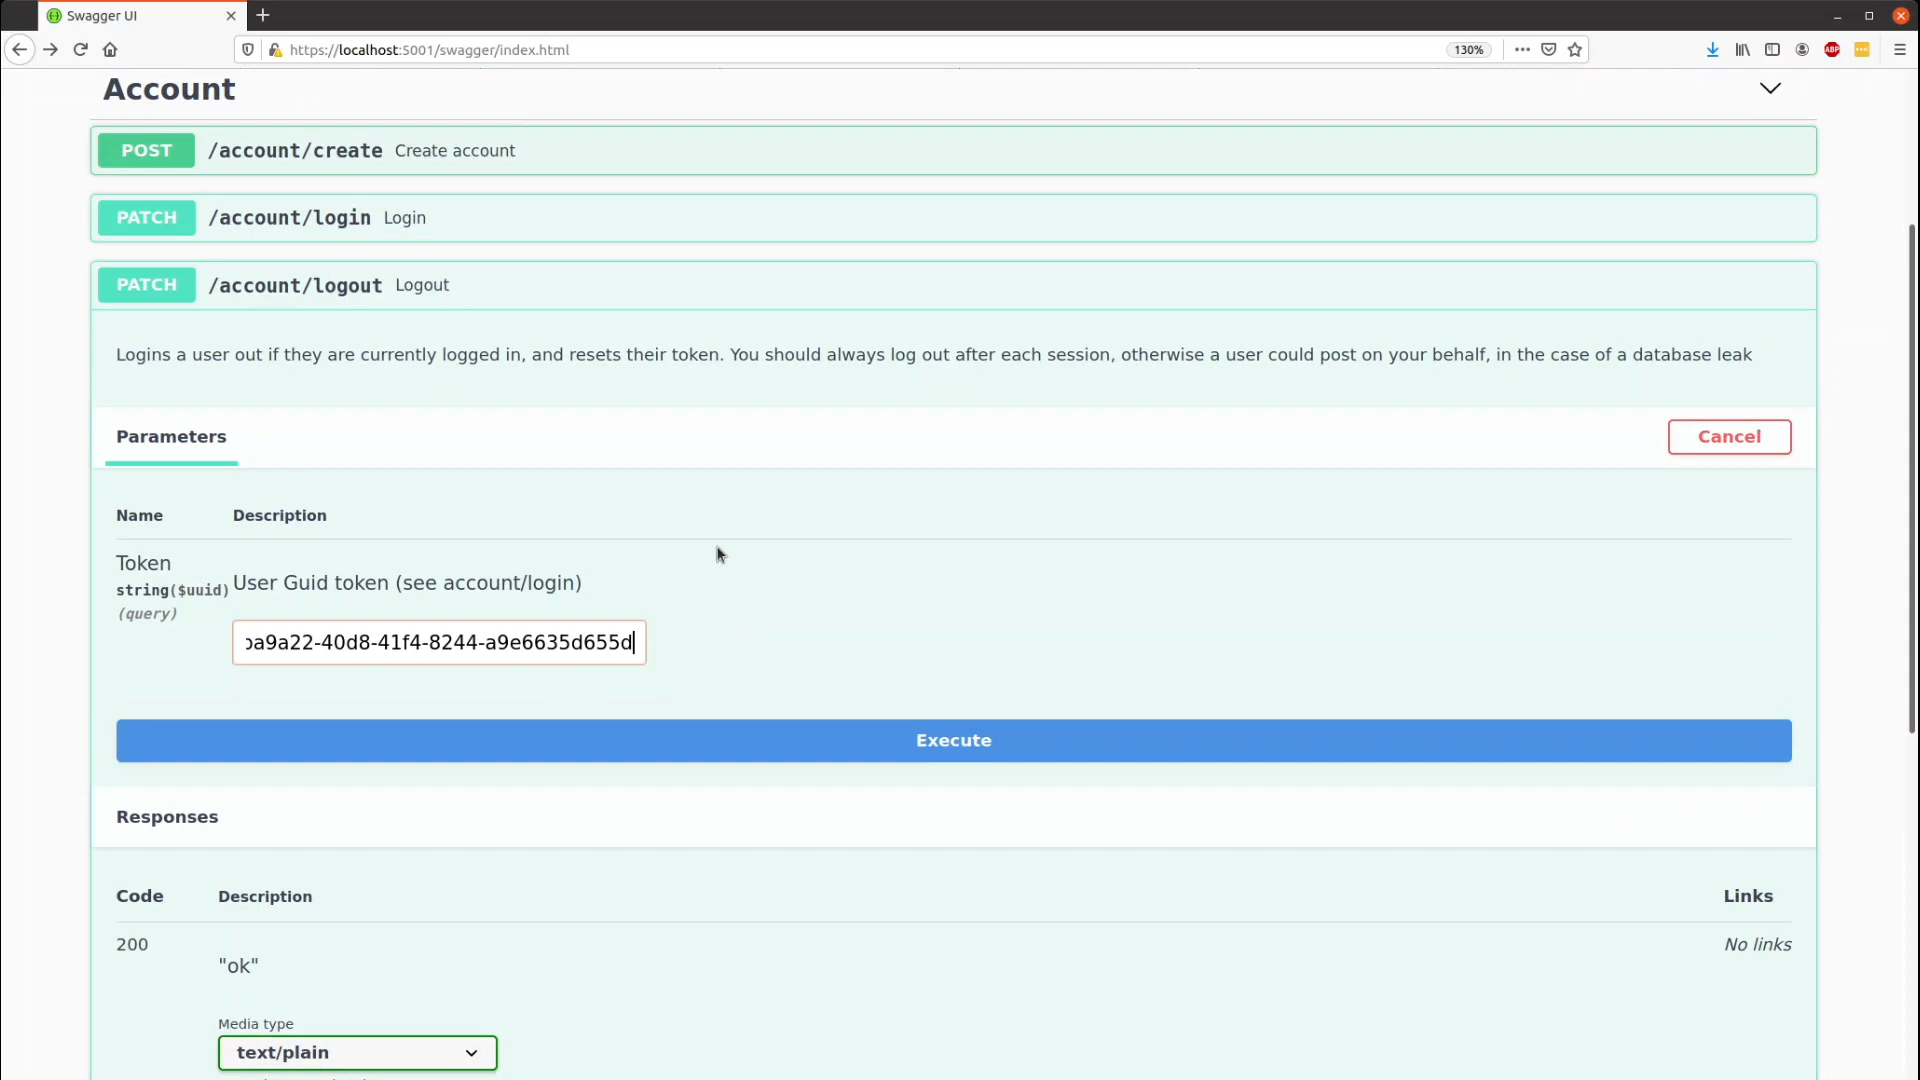 Swagger UI
https://localhost:5001/swagger/index.html
130%
ABP
Account
POST /account/create Create account
PATCH /account/login Login
PATCH /account/logout Logout
Logins a user out if they are currently logged in, and resets their token. You should always log out after each session, otherwise a user could post on your behalf, in the case of a database leak
Parameters
Cancel
Name Description
Token
string($uuid)
(query)
User Guid token (see account/login)
a9a22-40d8-41f4-8244-a9e6635d655d
Execute
Responses
Code Description Links
200 No links
"ok"
Media type
text/plain